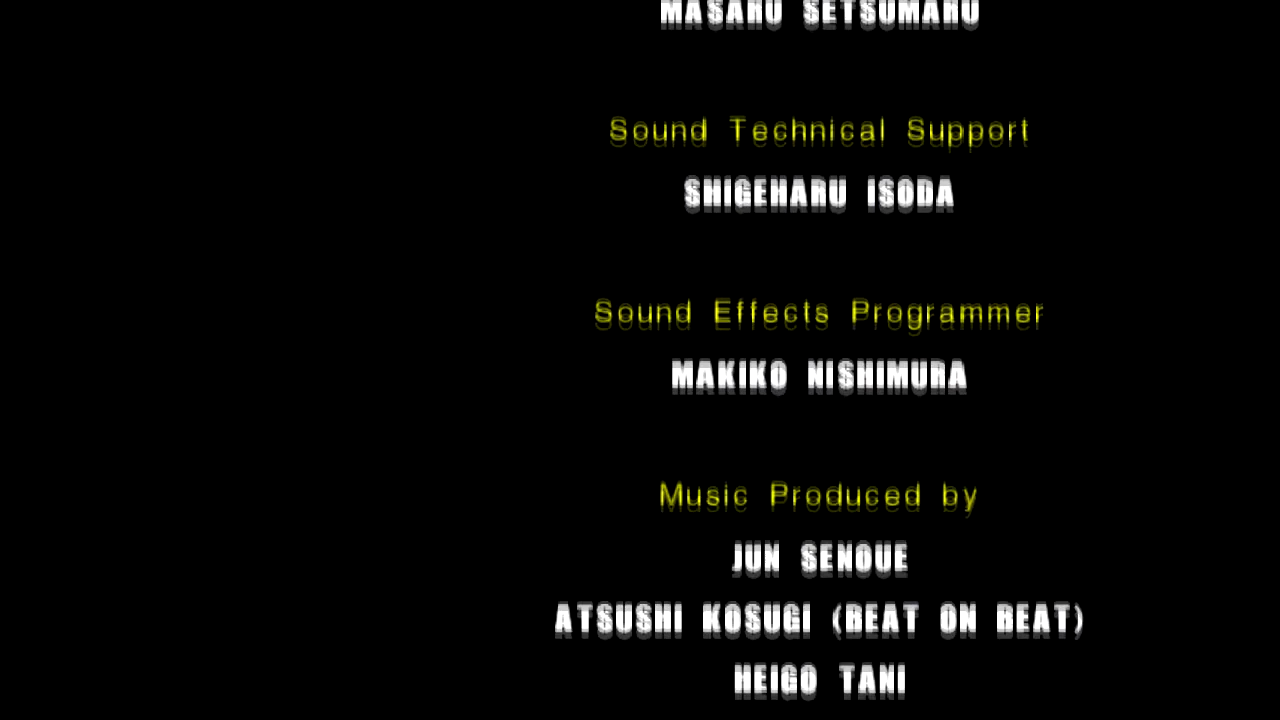 MASARU SETSUMARU
Sound Technical Support
SHIGEHARU ISODA
Sound Effects Programmer
MAKIKO NISHIMURA
Music Produced by
JUN SENOUE
ATSUSHI KOSUGI (BEAT ON BEAT)
HEIGO TANI